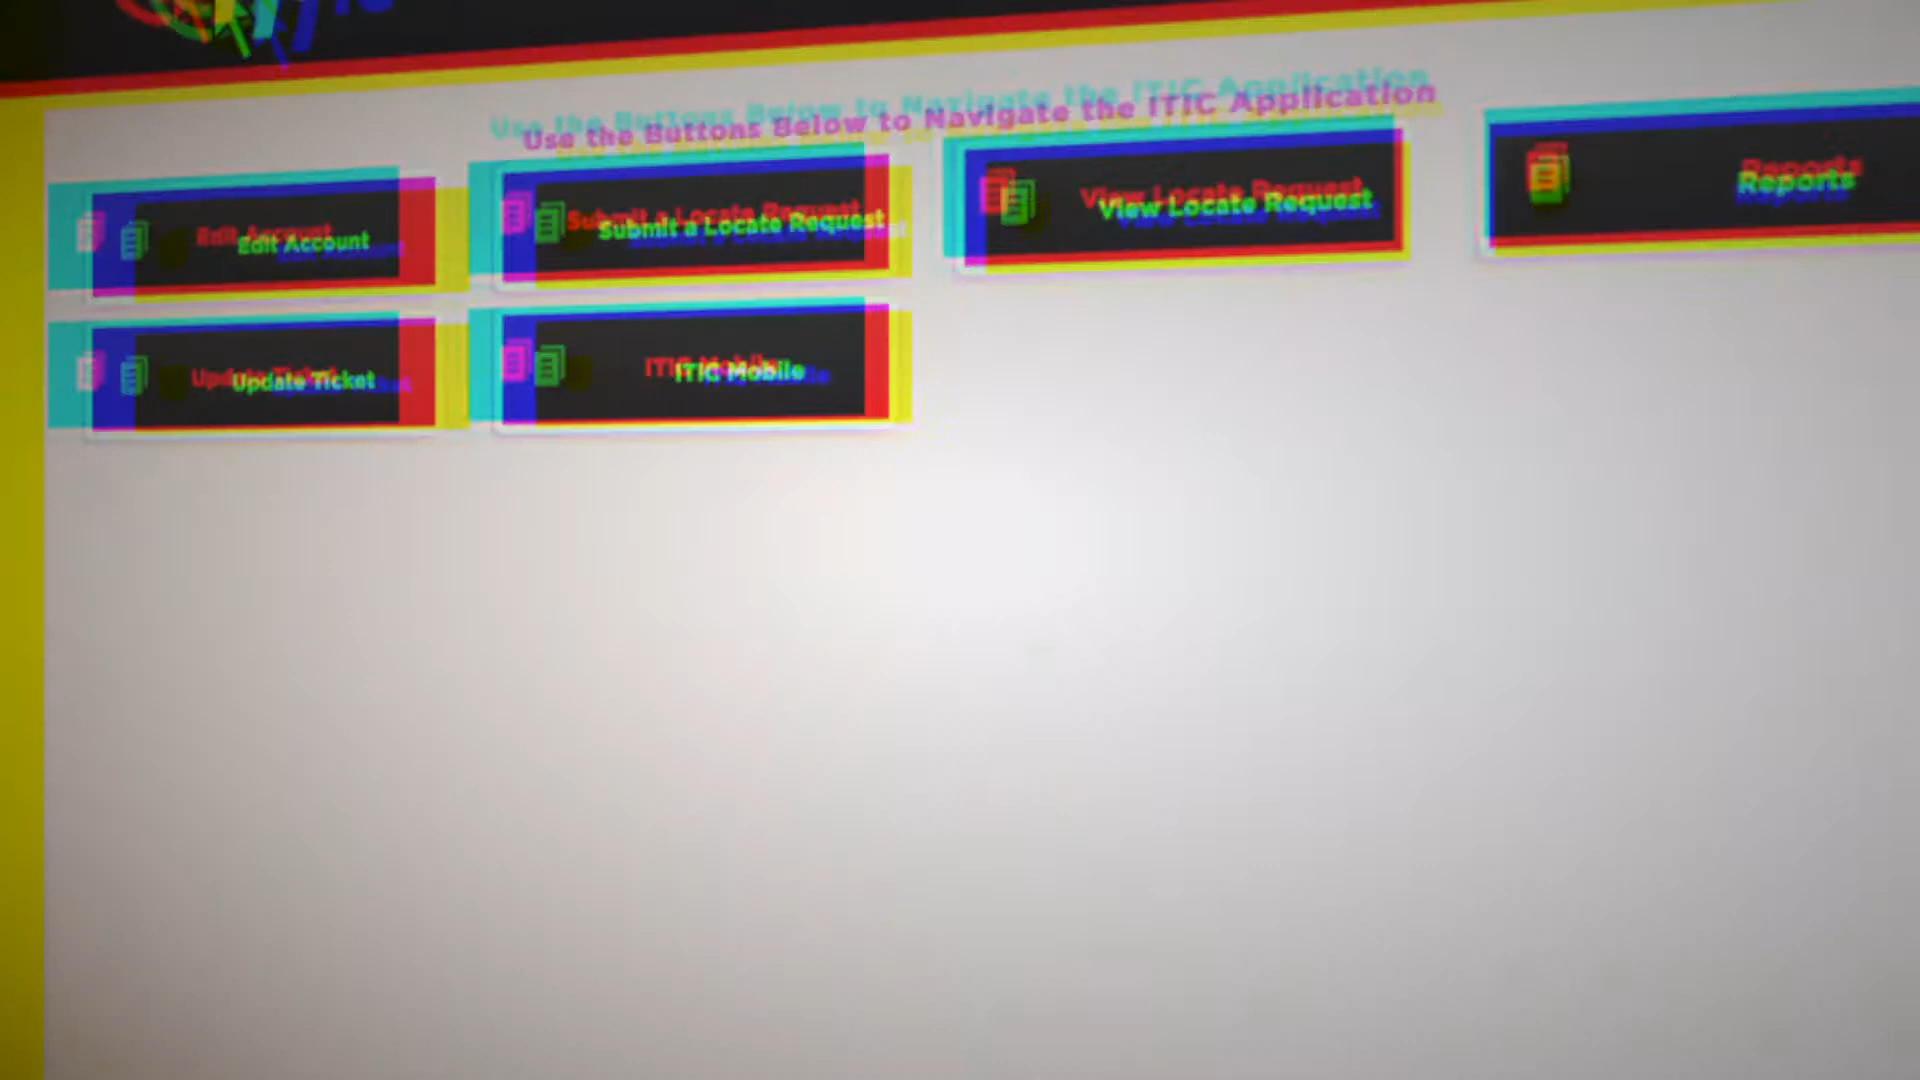 Use the Buttons Below to Navigate the ITIC Application
Edit Account
Submit a Locate Request
View Locate Request
Reports
Update Ticket
ITIC Mobile